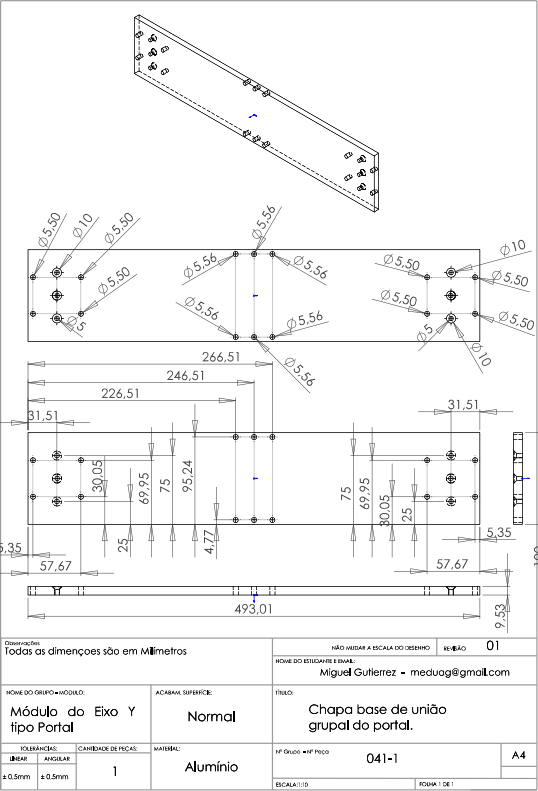 Ø5,50
Ø10
Ø5,50
Ø5,56
Ø5,56
Ø5,56
Ø10
Ø5,50
Ø5,50
Ø5,50
Ø5,50
Ø5,50
Ø5
Ø5,56
Ø5,56
Ø5,56
Ø5
Ø10
266,51
246,51
226,51
31,51
31,51
30,05
69,95
75
95,24
75
69,95
30,05
25
25
4,77
5,35
5,35
57,67
57,67
493,01
9,53
Observações
Todas as dimençoes são em Milímetros
NÃO MUDAR A ESCALA DO DESENHO
REVISÃO 01
NOME DO ESTUDANTE E EMAIL:
Miguel Gutierrez - meduag@gmail.com
NOME DO GRUPO-MÓDULO:
Módulo do Eixo Y
tipo Portal
ACABAM. SUPERFÍCIE:
Normal
TÍTULO:
Chapa base de união
grupal do portal.
TOLERÂNCIAS:
LÍNEAR ANGULAR
± 0,5mm ± 0,5mm
CANTIDADE DE PEÇAS:
1
MATERIAL:
Alumínio
Nº Grupo - Nº Peça
041-1
A4
ESCALA:1:10
FOLHA 1 DE 1